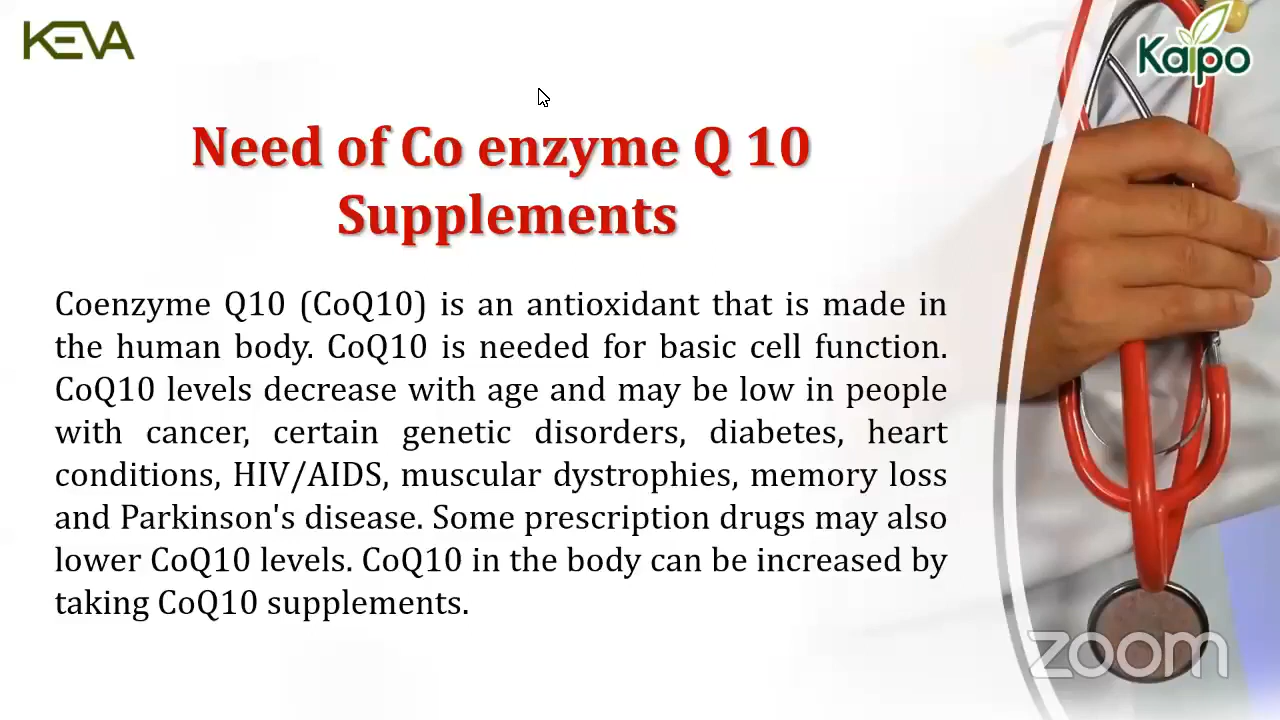 KEVA
Kaipo
Need of Co enzyme Q 10
Supplements
Coenzyme Q10 (CoQ10) is an antioxidant that is made in
the human body. CoQ10 is needed for basic cell function.
CoQ10 levels decrease with age and may be low in people
with cancer, certain genetic disorders, diabetes, heart
conditions, HIV/AIDS, muscular dystrophies, memory loss
and Parkinson's disease. Some prescription drugs may also
lower CoQ10 levels. CoQ10 in the body can be increased by
taking CoQ10 supplements.
zoom